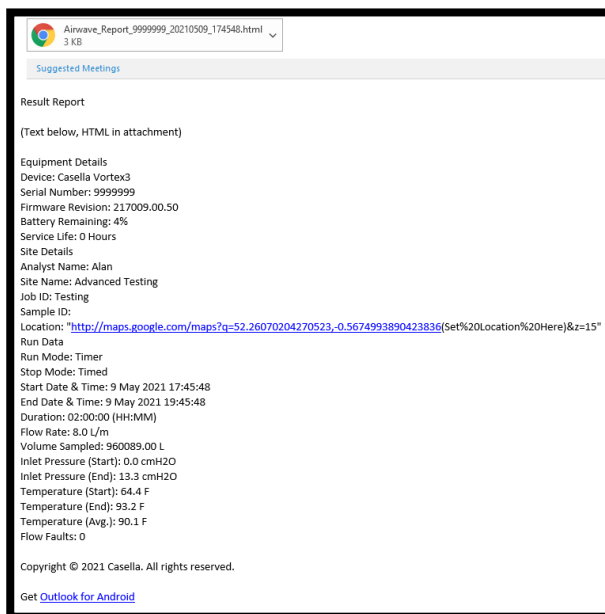 Airwave_Report_9999999_20210509_174548.html
3 KB
Suggested Meetings
Result Report
(Text below, HTML in attachment)
Equipment Details
Device: Casella Vortex3
Serial Number: 9999999
Firmware Revision: 217009.00.50
Battery Remaining: 4%
Service Life: 0 Hours
Site Details
Analyst Name: Alan
Site Name: Advanced Testing
Job ID: Testing
Sample ID:
Location: "http://maps.google.com/maps?q=52.26070204270523,-0.5674993890423836(Set%20Location%20Here)&z=15"
Run Data
Run Mode: Timer
Stop Mode: Timed
Start Date & Time: 9 May 2021 17:45:48
End Date & Time: 9 May 2021 19:45:48
Duration: 02:00:00 (HH:MM)
Flow Rate: 8.0 L/m
Volume Sampled: 960089.00 L
Inlet Pressure (Start): 0.0 cmH2O
Inlet Pressure (End): 13.3 cmH2O
Temperature (Start): 64.4 F
Temperature (End): 93.2 F
Temperature (Avg.): 90.1 F
Flow Faults: 0
Copyright © 2021 Casella. All rights reserved.
Get Outlook for Android